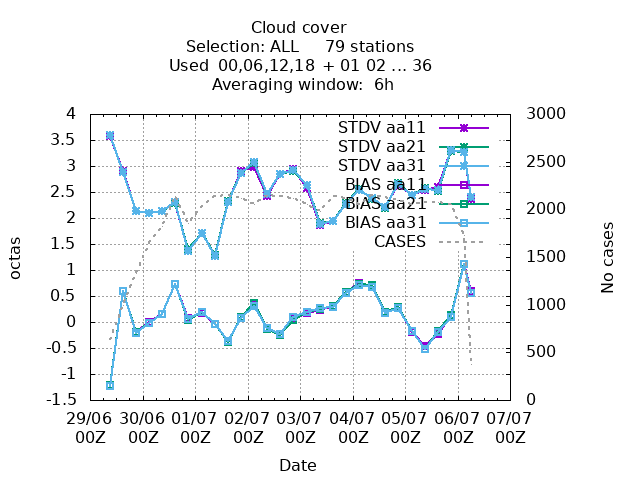 Cloud cover
Selection: ALL 79 stations
Used 00,06,12,18 + 01 02 ... 36
Averaging window: 6h
octas
No cases
4
3.5
3
2.5
2
1.5
1
0.5
0
-0.5
-1
-1.5
3000
2500
2000
1500
1000
500
0
STDV aa11
STDV aa21
STDV aa31
BIAS aa11
BIAS aa21
BIAS aa31
CASES
29/06 30/06 01/07 02/07 03/07 04/07 05/07 06/07 07/07
00Z 00Z 00Z 00Z 00Z 00Z 00Z 00Z 00Z
Date